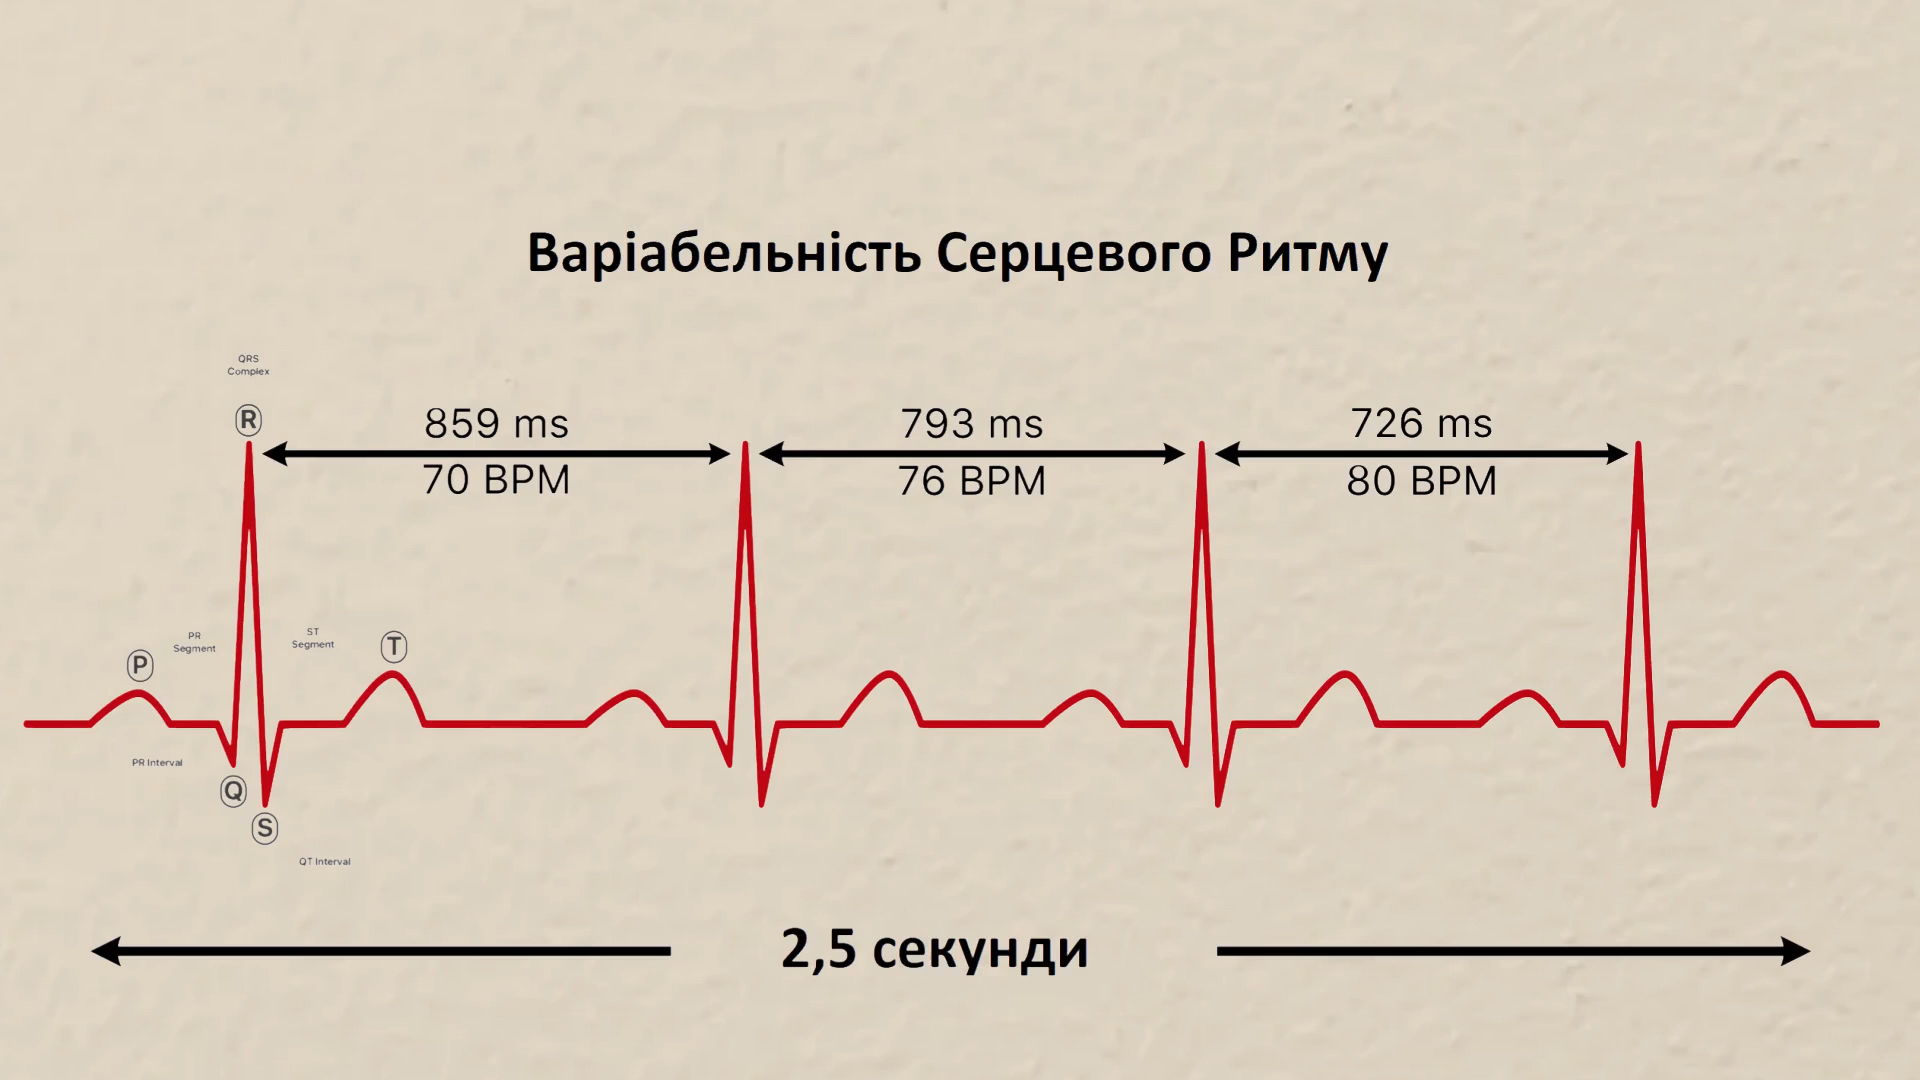 Варіабельність Серцевого Ритму
QRS
Complex
R
859 ms
793 ms
726 ms
70 BPM
76 BPM
80 BPM
PR
Segment
ST
Segment
T
P
PR Interval
Q
S
QT Interval
2,5 секунди